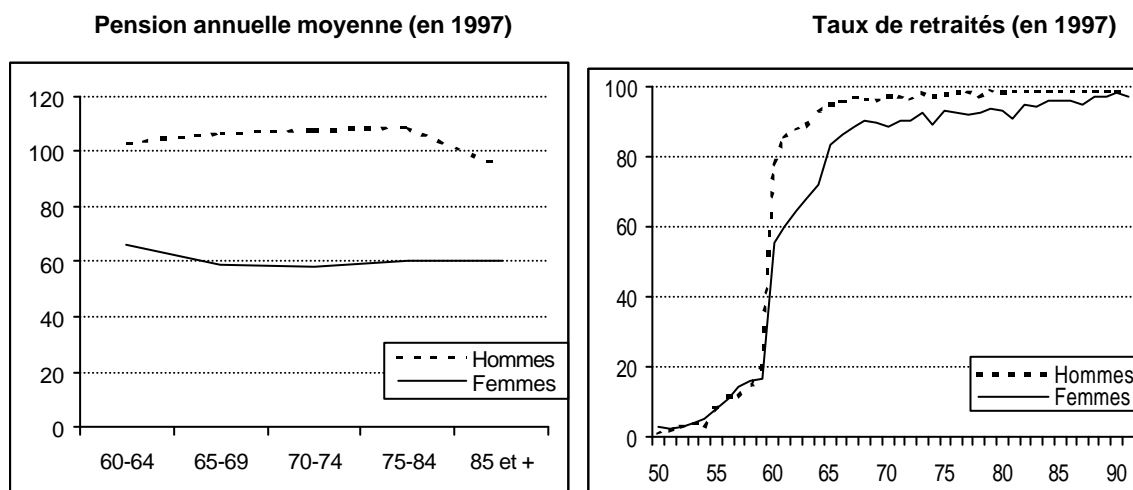 Pension annuelle moyenne (en 1997)
120
100
80
60
40
20
0
60-64 65-69 70-74 75-84 85 et +
Hommes
Femmes
Taux de retraités (en 1997)
100
80
60
40
20
0
50 55 60 65 70 75 80 85 90
Hommes
Femmes